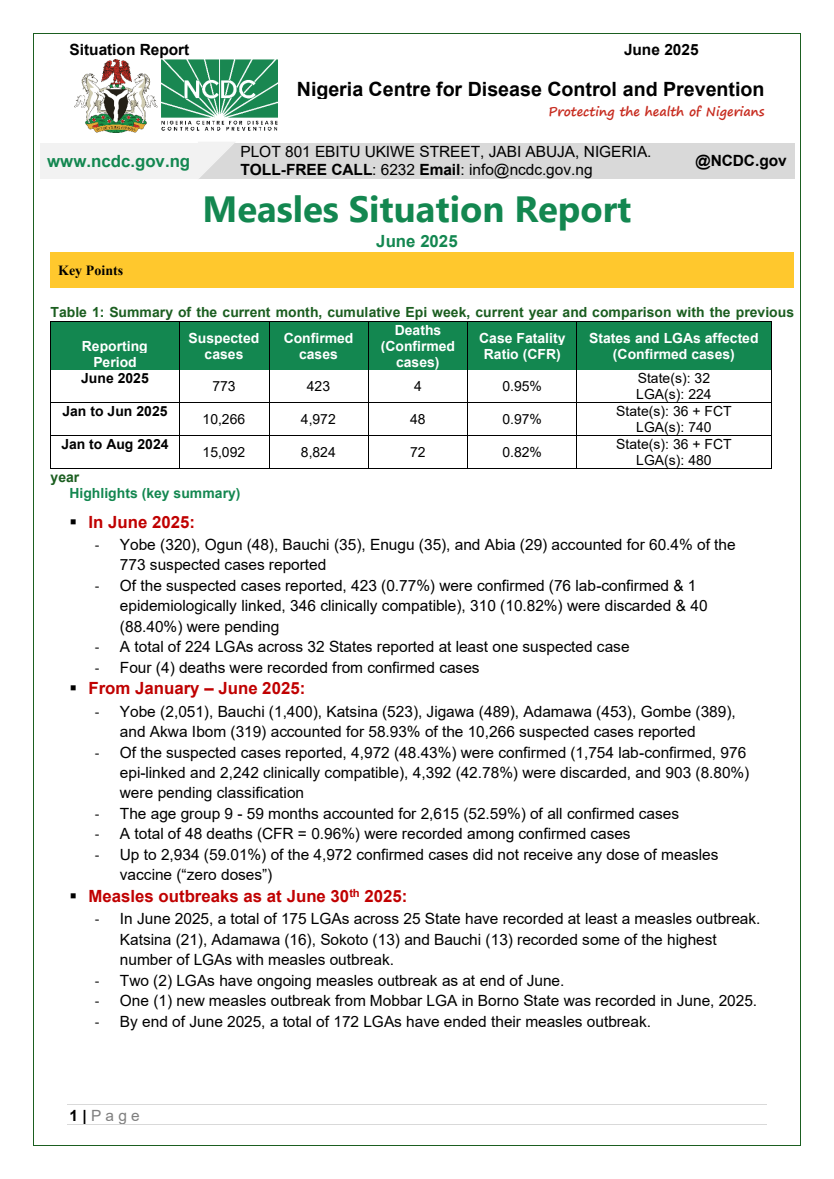 Situation Report June 2025
NCDC
NIGERIA CENTRE FOR DISEASE
CONTROL AND PREVENTION
Nigeria Centre for Disease Control and Prevention
Protecting the health of Nigerians
www.ncdc.gov.ng
PLOT 801 EBITU UKIWE STREET, JABI ABUJA, NIGERIA.
TOLL-FREE CALL: 6232 Email: info@ncdc.gov.ng
@NCDC.gov
Measles Situation Report
June 2025
Key Points
Table 1: Summary of the current month, cumulative Epi week, current year and comparison with the previous
Reporting Period | Suspected cases | Confirmed cases | Deaths (Confirmed cases) | Case Fatality Ratio (CFR) | States and LGAs affected (Confirmed cases)
June 2025 | 773 | 423 | 4 | 0.95% | State(s): 32 LGA(s): 224
Jan to Jun 2025 | 10,266 | 4,972 | 48 | 0.97% | State(s): 36 + FCT LGA(s): 740
Jan to Aug 2024 | 15,092 | 8,824 | 72 | 0.82% | State(s): 36 + FCT LGA(s): 480
year
Highlights (key summary)
▪ In June 2025:
- Yobe (320), Ogun (48), Bauchi (35), Enugu (35), and Abia (29) accounted for 60.4% of the
773 suspected cases reported
- Of the suspected cases reported, 423 (0.77%) were confirmed (76 lab-confirmed & 1
epidemiologically linked, 346 clinically compatible), 310 (10.82%) were discarded & 40
(88.40%) were pending
- A total of 224 LGAs across 32 States reported at least one suspected case
- Four (4) deaths were recorded from confirmed cases
▪ From January – June 2025:
- Yobe (2,051), Bauchi (1,400), Katsina (523), Jigawa (489), Adamawa (453), Gombe (389),
and Akwa Ibom (319) accounted for 58.93% of the 10,266 suspected cases reported
- Of the suspected cases reported, 4,972 (48.43%) were confirmed (1,754 lab-confirmed, 976
epi-linked and 2,242 clinically compatible), 4,392 (42.78%) were discarded, and 903 (8.80%)
were pending classification
- The age group 9 - 59 months accounted for 2,615 (52.59%) of all confirmed cases
- A total of 48 deaths (CFR = 0.96%) were recorded among confirmed cases
- Up to 2,934 (59.01%) of the 4,972 confirmed cases did not receive any dose of measles
vaccine (“zero doses”)
▪ Measles outbreaks as at June 30th 2025:
- In June 2025, a total of 175 LGAs across 25 State have recorded at least a measles outbreak.
Katsina (21), Adamawa (16), Sokoto (13) and Bauchi (13) recorded some of the highest
number of LGAs with measles outbreak.
- Two (2) LGAs have ongoing measles outbreak as at end of June.
- One (1) new measles outbreak from Mobbar LGA in Borno State was recorded in June, 2025.
- By end of June 2025, a total of 172 LGAs have ended their measles outbreak.
1 | Page